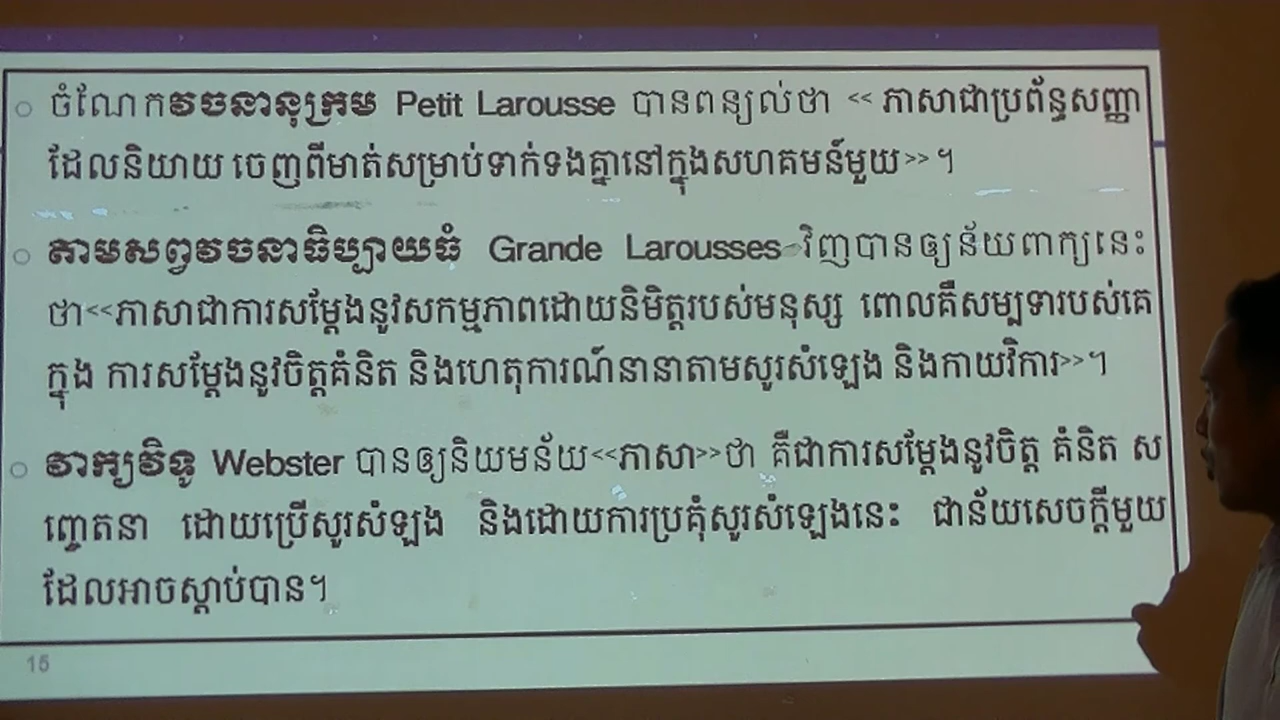 ចំណែកវចនានុក្រម Petit Larousse បានពន្យល់ថា << ភាសាជាប្រព័ន្ធសញ្ញា
ដែលនិយាយ ចេញពីមាត់សម្រាប់ទាក់ទងគ្នានៅក្នុងសហគមន៍មួយ>> ។
តាមសព្វវចនាធិប្បាយធំ Grande Larousses វិញបានឲ្យន័យពាក្យនេះ
ថា<<ភាសាជាការសម្តែងនូវសកម្មភាពដោយនិមិត្តរបស់មនុស្ស ពោលគឺសម្បទារបស់គេ
ក្នុង ការសម្តែងនូវចិត្តគំនិត និងហេតុការណ៍នានាតាមសូរសំឡេង និងកាយវិការ>>។
វាក្យវិទូ Webster បានឲ្យនិយមន័យ<<ភាសា>>ថា គឺជាការសម្តែងនូវចិត្ត គំនិត ស
ញ្ចេតនា ដោយប្រើសូរសំឡង និងដោយការប្រគុំសូរសំឡេងនេះ ជាន័យសេចក្តីមួយ
ដែលអាចស្តាប់បាន។
15